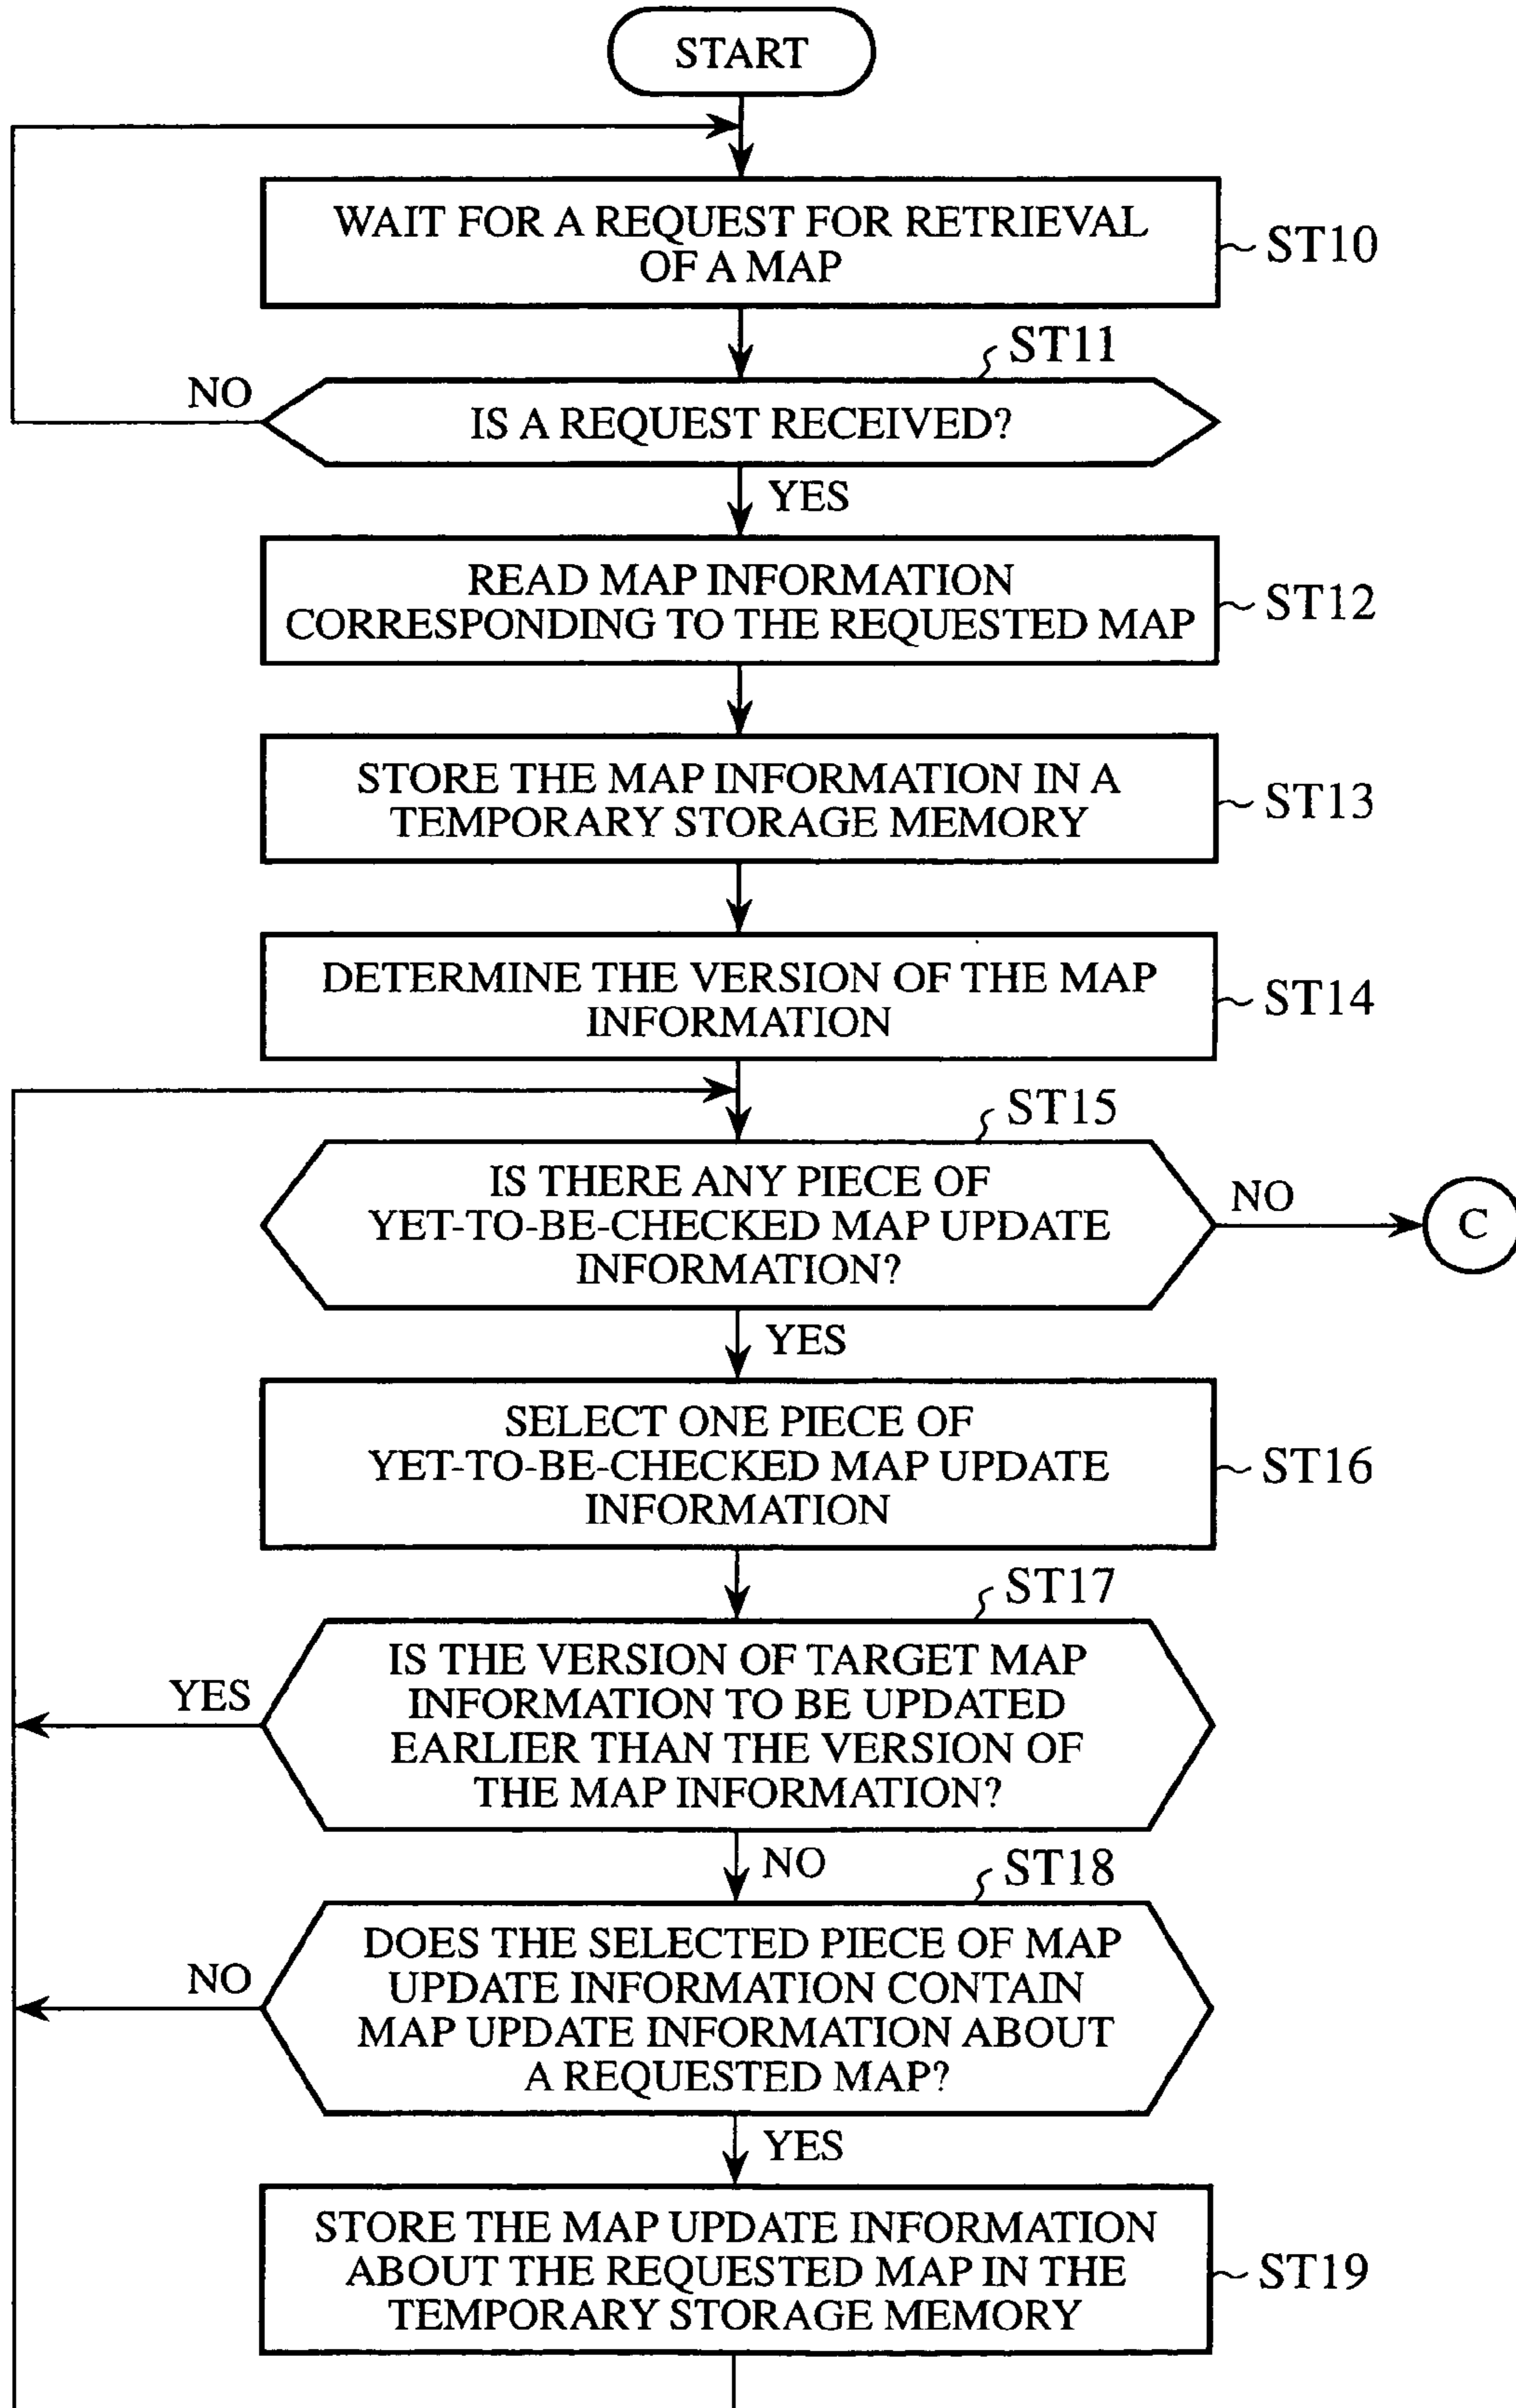 START
WAIT FOR A REQUEST FOR RETRIEVAL
OF A MAP
ST10
ST11
NO
IS A REQUEST RECEIVED?
YES
READ MAP INFORMATION
CORRESPONDING TO THE REQUESTED MAP
ST12
STORE THE MAP INFORMATION IN A
TEMPORARY STORAGE MEMORY
ST13
DETERMINE THE VERSION OF THE MAP
INFORMATION
ST14
ST15
IS THERE ANY PIECE OF
YET-TO-BE-CHECKED MAP UPDATE
INFORMATION?
NO
C
YES
SELECT ONE PIECE OF
YET-TO-BE-CHECKED MAP UPDATE
INFORMATION
ST16
ST17
IS THE VERSION OF TARGET MAP
INFORMATION TO BE UPDATED
EARLIER THAN THE VERSION OF
THE MAP INFORMATION?
YES
NO
ST18
DOES THE SELECTED PIECE OF MAP
UPDATE INFORMATION CONTAIN
MAP UPDATE INFORMATION ABOUT
A REQUESTED MAP?
NO
YES
STORE THE MAP UPDATE INFORMATION
ABOUT THE REQUESTED MAP IN THE
TEMPORARY STORAGE MEMORY
ST19